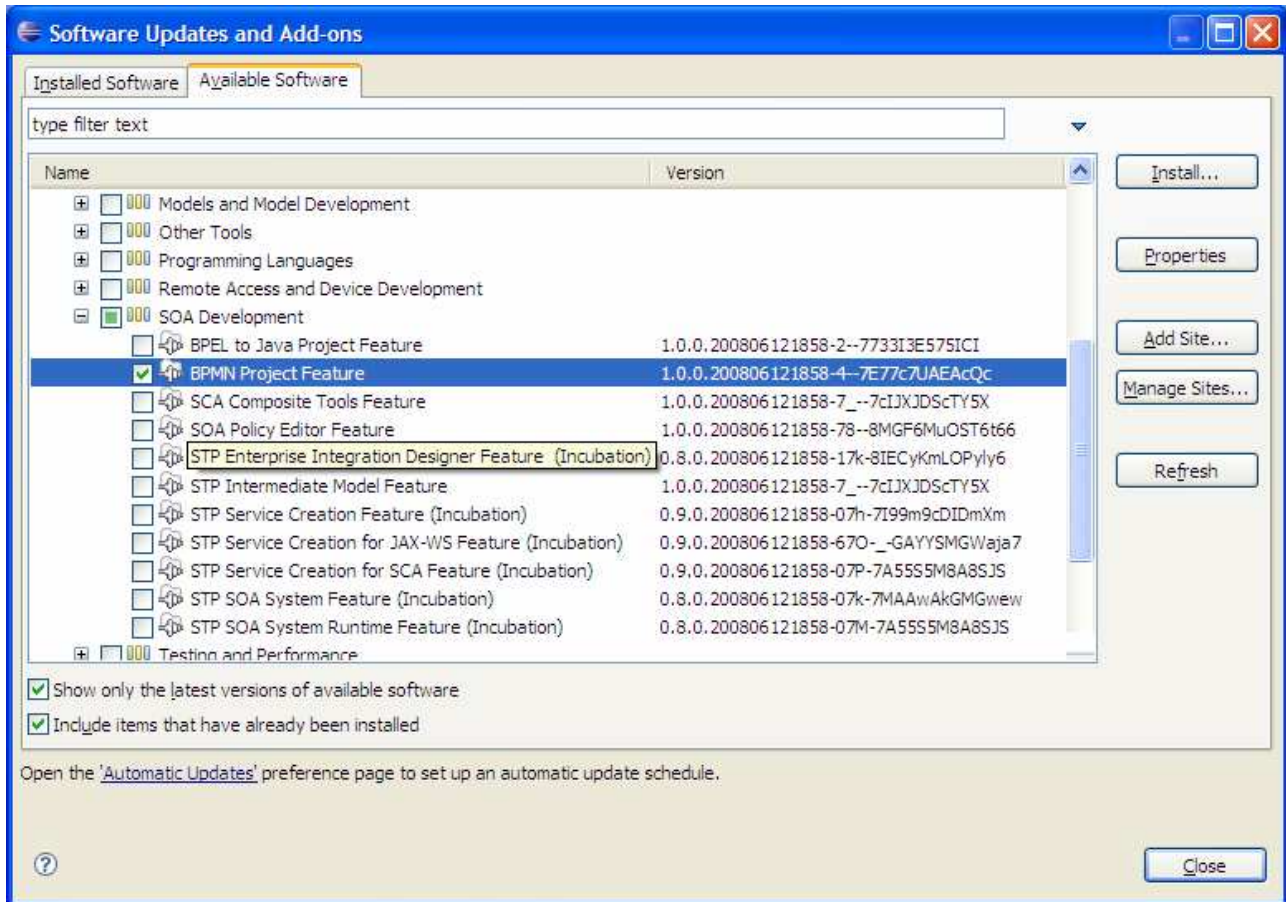 Software Updates and Add-ons
Installed Software Available Software
type filter text
Name Version
Install...
Models and Model Development
Other Tools
Programming Languages
Properties
Remote Access and Device Development
SOA Development
BPEL to Java Project Feature 1.0.0.200806121858-2--7733I3E575ICI
Add Site...
BPMN Project Feature 1.0.0.200806121858-4--7E77c7UAEAcQc
Manage Sites...
SCA Composite Tools Feature 1.0.0.200806121858-7_--7cIJXJDScTY5X
SOA Policy Editor Feature 1.0.0.200806121858-78--8MGF6MuOST6t66
STP Enterprise Integration Designer Feature (Incubation) 0.8.0.200806121858-17k-8IECyKmLOPyly6
Refresh
STP Intermediate Model Feature 1.0.0.200806121858-7_--7cIJXJDScTY5X
STP Service Creation Feature (Incubation) 0.9.0.200806121858-07h-7I99m9cDIDmXm
STP Service Creation for JAX-WS Feature (Incubation) 0.9.0.200806121858-67O-_-GAYYSMGWaja7
STP Service Creation for SCA Feature (Incubation) 0.9.0.200806121858-07P-7A55S5M8A8SJS
STP SOA System Feature (Incubation) 0.8.0.200806121858-07k-7MAAwAkGMGwew
STP SOA System Runtime Feature (Incubation) 0.8.0.200806121858-07M-7A55S5M8A8SJS
Testing and Performance
Show only the latest versions of available software
Include items that have already been installed
Open the 'Automatic Updates' preference page to set up an automatic update schedule.
Close